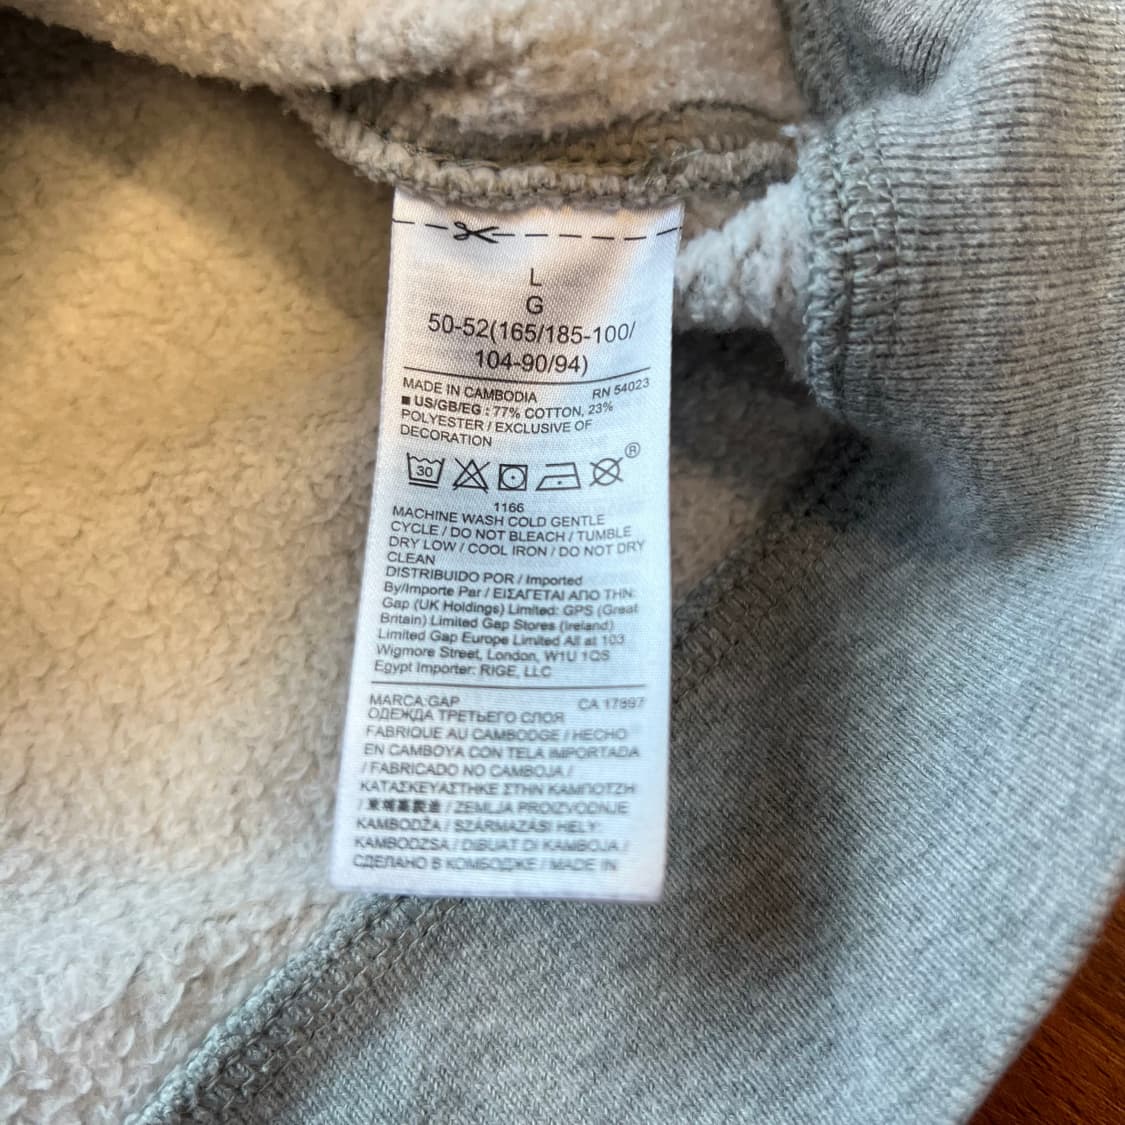 L
G
50-52(165/185-100/
104-90/94)
MADE IN CAMBODIA RN 54023
US/GB/EG : 77% COTTON, 23%
POLYESTER / EXCLUSIVE OF
DECORATION
30
®
1166
MACHINE WASH COLD GENTLE
CYCLE / DO NOT BLEACH / TUMBLE
DRY LOW / COOL IRON / DO NOT DRY
CLEAN
DISTRIBUIDO POR / Imported
By/Importe Par / ΕΙΣΑΓΕΤΑΙ ΑΠΟ ΤΗΝ:
Gap (UK Holdings) Limited: GPS (Great
Britain) Limited Gap Stores (Ireland)
Limited Gap Europe Limited All at 103
Wigmore Street, London, W1U 1QS
Egypt Importer: RIGE, LLC
MARCA:GAP CA 17897
ОДЕЖДА ТРЕТЬЕГО СЛОЯ
FABRIQUE AU CAMBODGE / HECHO
EN CAMBOYA CON TELA IMPORTADA
/ FABRICADO NO CAMBOJA /
ΚΑΤΑΣΚΕΥΑΣΤΗΚΕ ΣΤΗΝ ΚΑΜΠΟΤΖΗ
/ 柬埔寨製造 / ZEMLJA PROIZVODNJE
KAMBODŽA / SZÁRMAZÁSI HELY:
KAMBODZSA / DIBUAT DI KAMBOJA /
СДЕЛАНО В КОМБОДЖЕ / MADE IN